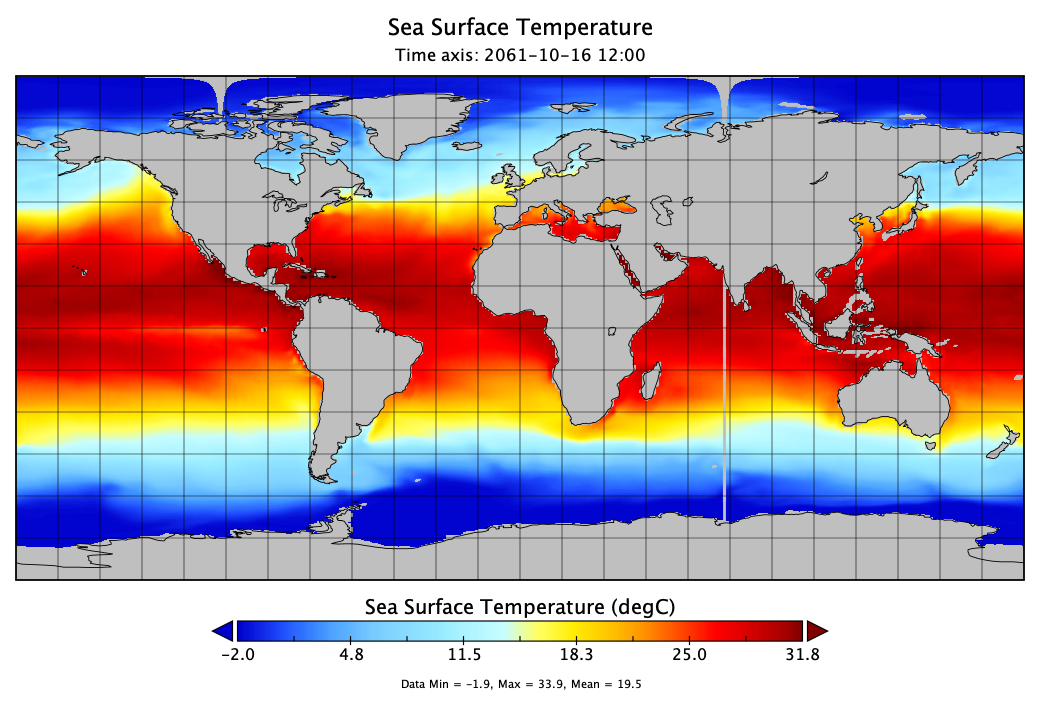 Sea Surface Temperature
Time axis: 2061-10-16 12:00
Sea Surface Temperature (degC)
-2.0 4.8 11.5 18.3 25.0 31.8
Data Min = -1.9, Max = 33.9, Mean = 19.5